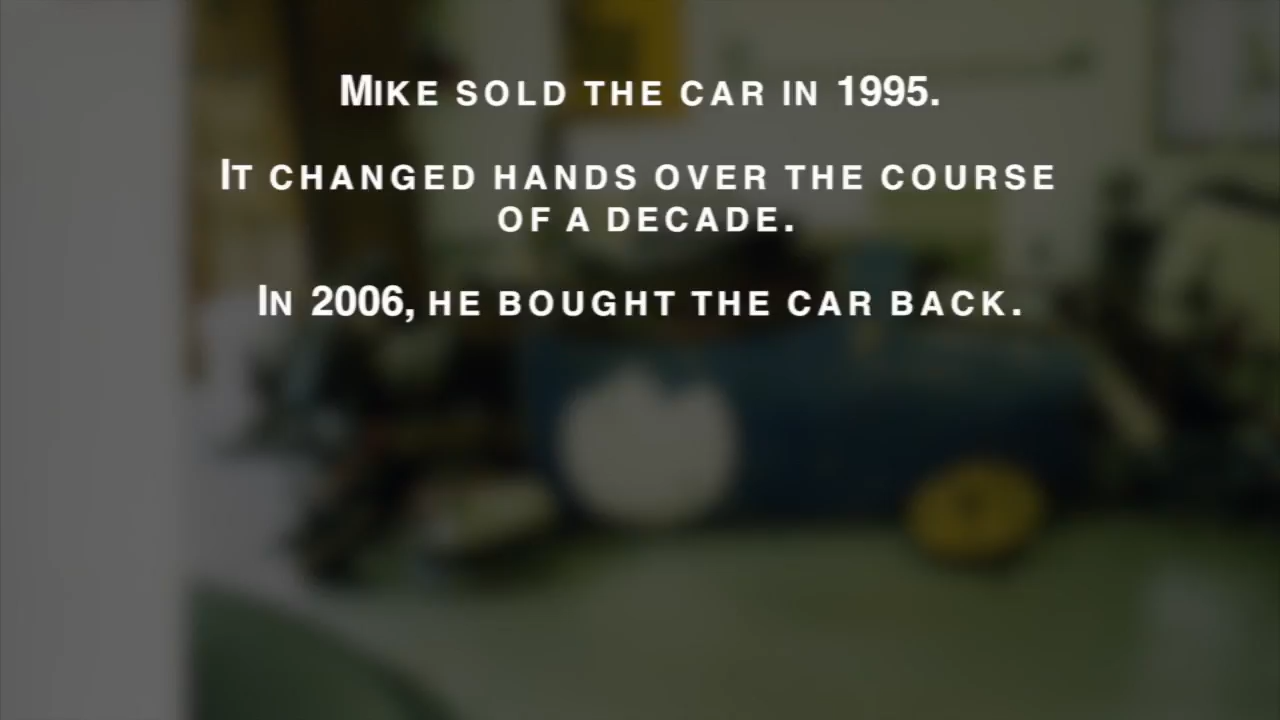 Mike sold the car in 1995.
It changed hands over the course
of a decade.
In 2006, he bought the car back.